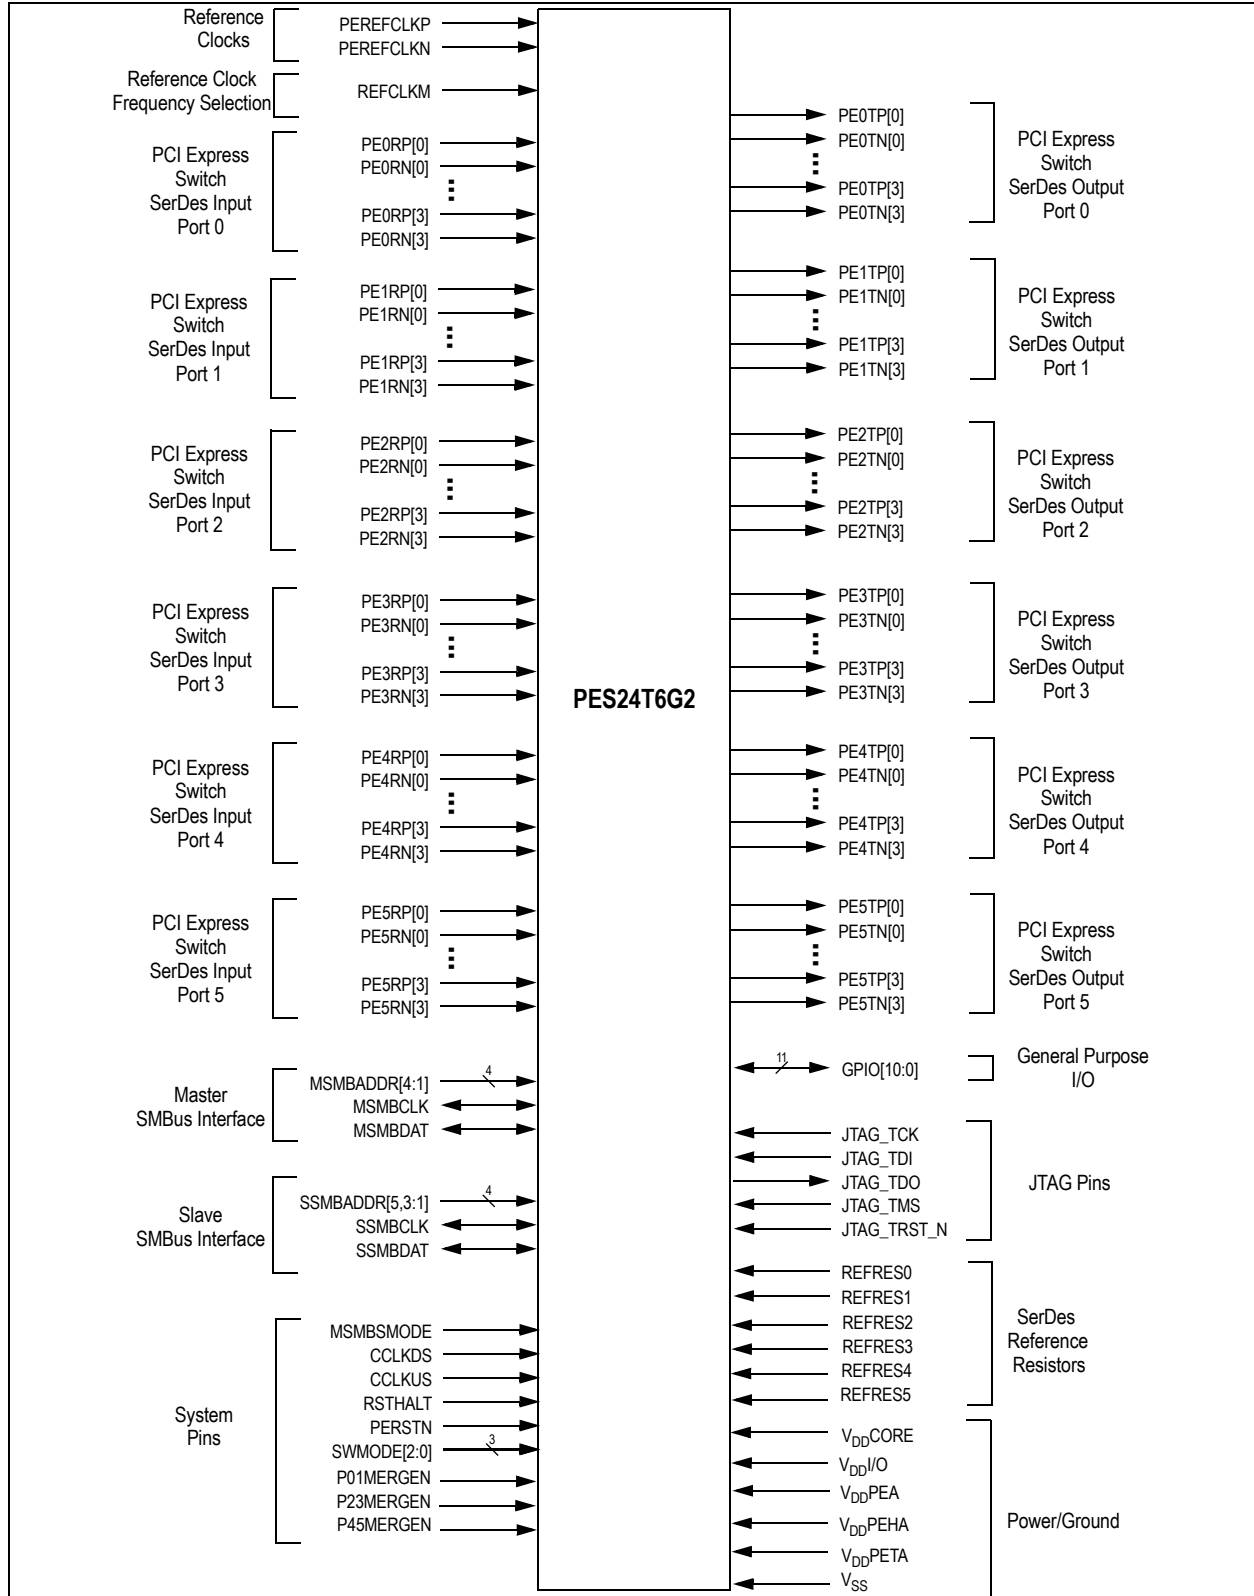 Reference
Clocks
PEREFCLKP
PEREFCLKN
Reference Clock
Frequency Selection
REFCLKM
PCI Express
Switch
SerDes Input
Port 0
PE0RP[0]
PE0RN[0]
PE0RP[3]
PE0RN[3]
PCI Express
Switch
SerDes Input
Port 1
PE1RP[0]
PE1RN[0]
PE1RP[3]
PE1RN[3]
PCI Express
Switch
SerDes Input
Port 2
PE2RP[0]
PE2RN[0]
PE2RP[3]
PE2RN[3]
PCI Express
Switch
SerDes Input
Port 3
PE3RP[0]
PE3RN[0]
PE3RP[3]
PE3RN[3]
PCI Express
Switch
SerDes Input
Port 4
PE4RP[0]
PE4RN[0]
PE4RP[3]
PE4RN[3]
PCI Express
Switch
SerDes Input
Port 5
PE5RP[0]
PE5RN[0]
PE5RP[3]
PE5RN[3]
Master
SMBus Interface
MSMBADDR[4:1]
4
MSMBCLK
MSMBDAT
Slave
SMBus Interface
SSMBADDR[5,3:1]
4
SSMBCLK
SSMBDAT
System
Pins
MSMBSMODE
CCLKDS
CCLKUS
RSTHALT
PERSTN
SWMODE[2:0]
3
P01MERGEN
P23MERGEN
P45MERGEN
PES24T6G2
PE0TP[0]
PE0TN[0]
PE0TP[3]
PE0TN[3]
PCI Express
Switch
SerDes Output
Port 0
PE1TP[0]
PE1TN[0]
PE1TP[3]
PE1TN[3]
PCI Express
Switch
SerDes Output
Port 1
PE2TP[0]
PE2TN[0]
PE2TP[3]
PE2TN[3]
PCI Express
Switch
SerDes Output
Port 2
PE3TP[0]
PE3TN[0]
PE3TP[3]
PE3TN[3]
PCI Express
Switch
SerDes Output
Port 3
PE4TP[0]
PE4TN[0]
PE4TP[3]
PE4TN[3]
PCI Express
Switch
SerDes Output
Port 4
PE5TP[0]
PE5TN[0]
PE5TP[3]
PE5TN[3]
PCI Express
Switch
SerDes Output
Port 5
11
GPIO[10:0]
General Purpose
I/O
JTAG_TCK
JTAG_TDI
JTAG_TDO
JTAG_TMS
JTAG_TRST_N
JTAG Pins
REFRES0
REFRES1
REFRES2
REFRES3
REFRES4
REFRES5
SerDes
Reference
Resistors
VDDCORE
VDDI/O
VDDPEA
VDDPEHA
VDDPETA
VSS
Power/Ground